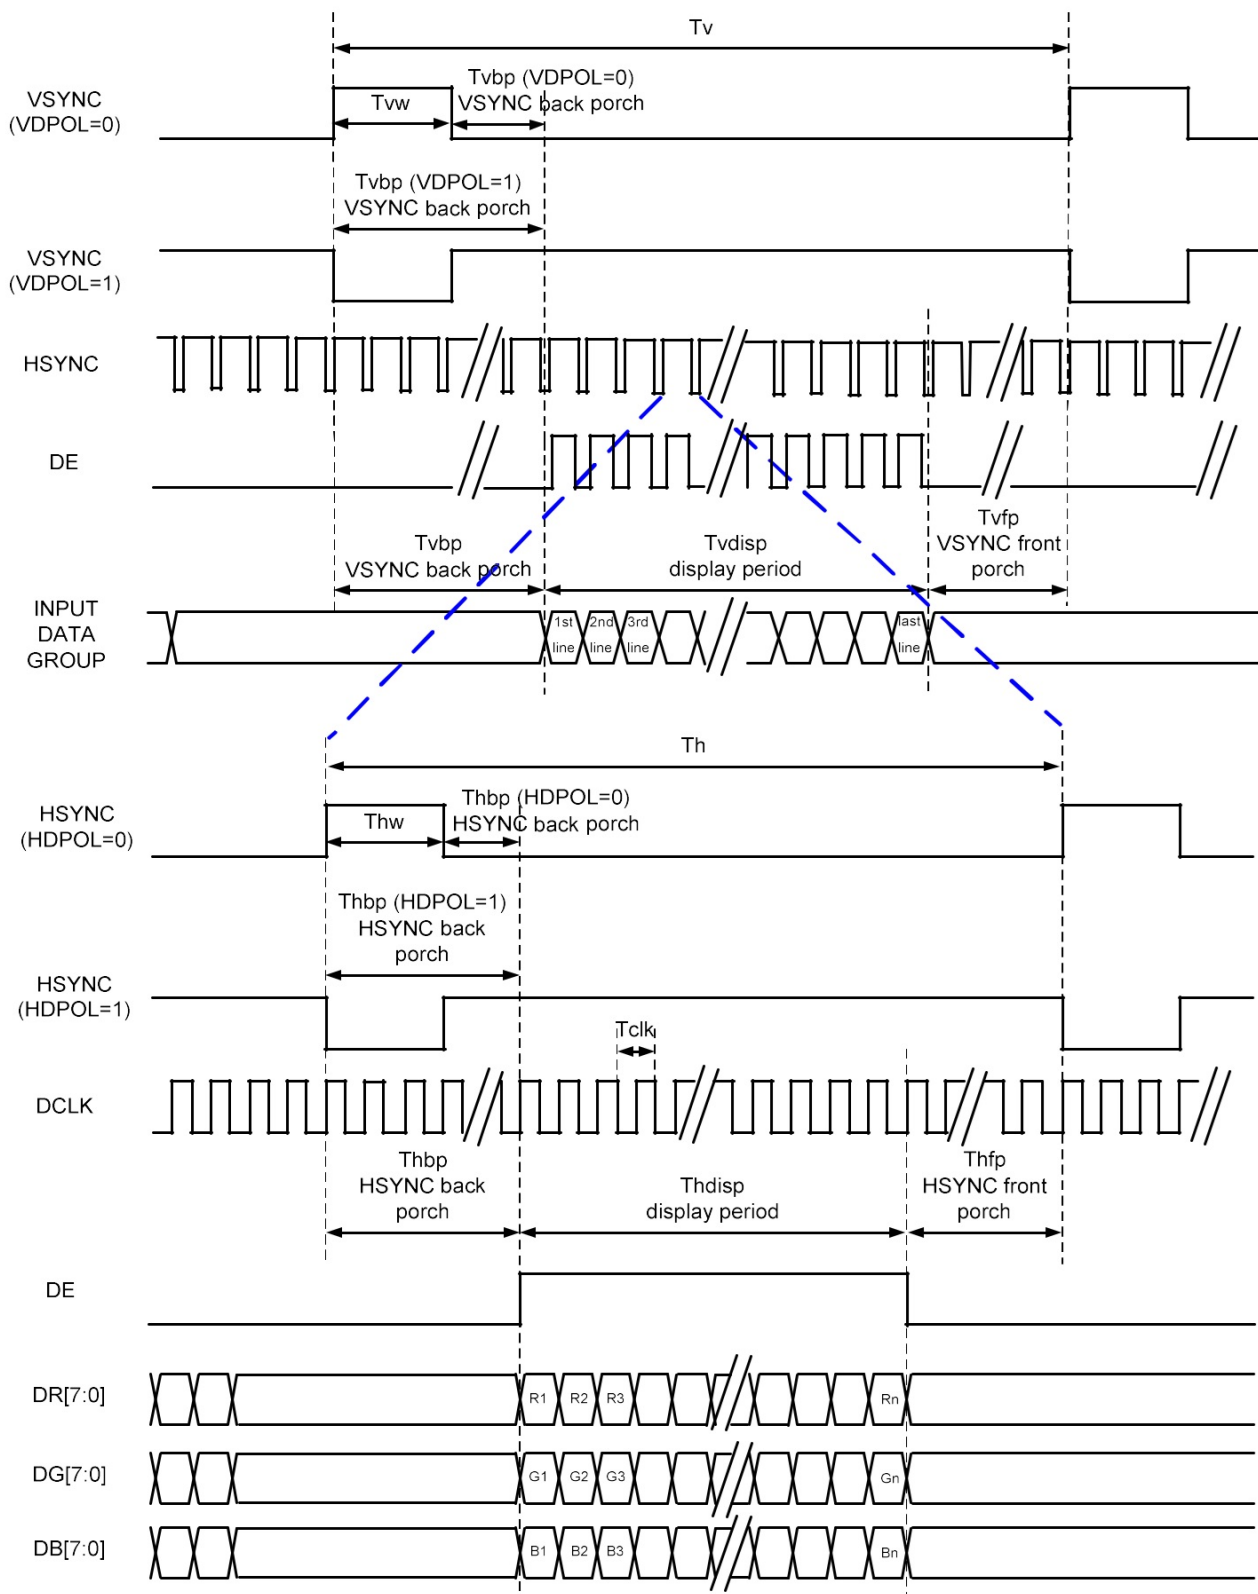 Tv
VSYNC
(VDPOL=0)
Tvw
Tvbp (VDPOL=0)
VSYNC back porch
Tvbp (VDPOL=1)
VSYNC back porch
VSYNC
(VDPOL=1)
HSYNC
DE
Tvbp
VSYNC back porch
Tvdisp
display period
Tvfp
VSYNC front
porch
INPUT
DATA
GROUP
1st
line
2nd
line
3rd
line
last
line
Th
HSYNC
(HDPOL=0)
Thw
Thbp (HDPOL=0)
HSYNC back porch
Thbp (HDPOL=1)
HSYNC back
porch
HSYNC
(HDPOL=1)
Tclk
DCLK
Thbp
HSYNC back
porch
Thdisp
display period
Thfp
HSYNC front
porch
DE
DR[7:0]
R1 R2 R3 Rn
DG[7:0]
G1 G2 G3 Gn
DB[7:0]
B1 B2 B3 Bn